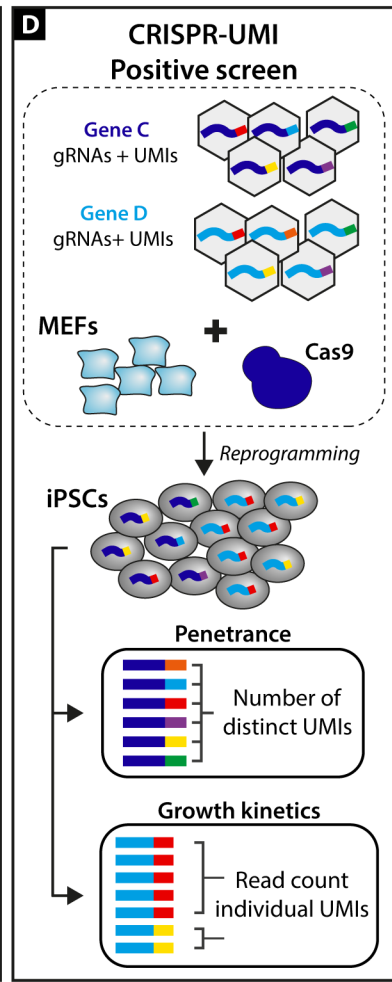 D
CRISPR-UMI
Positive screen
Gene C
gRNAs + UMIs
Gene D
gRNAs+ UMIs
MEFs
+
Cas9
Reprogramming
iPSCs
Penetrance
Number of
distinct UMIs
Growth kinetics
Read count
individual UMIs